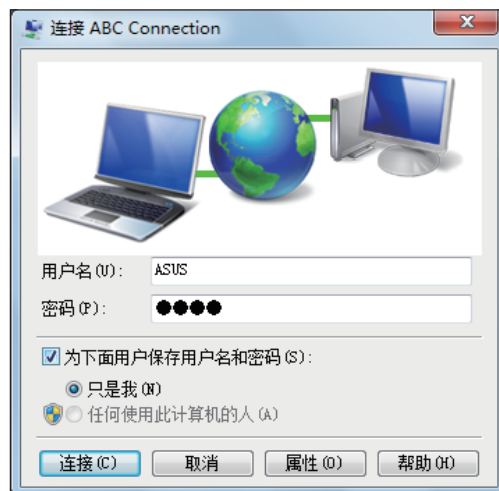 连接 ABC Connection
用户名(U): ASUS
密码(P): ●●●●
为下面用户保存用户名和密码(S):
只是我(N)
任何使用此计算机的人(A)
连接(C) 取消 属性(O) 帮助(H)